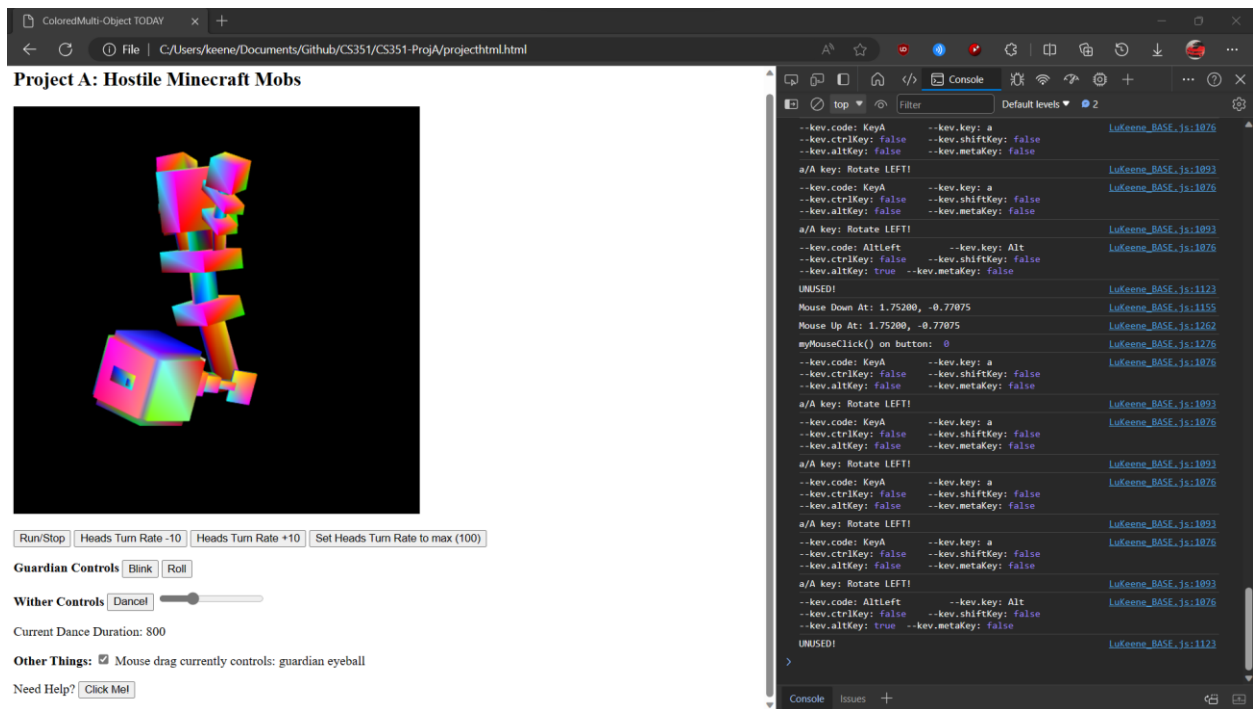 ColoredMulti-Object TODAY
File | C:/Users/keene/Documents/Github/CS351/CS351-ProjA/projecthtml.html
Project A: Hostile Minecraft Mobs
Run/Stop Heads Turn Rate -10 Heads Turn Rate +10 Set Heads Turn Rate to max (100)
Guardian Controls Blink Roll
Wither Controls Dance!
Current Dance Duration: 800
Other Things: Mouse drag currently controls: guardian eyeball
Need Help? Click Me!
Console
top Filter Default levels 2
--kev.code: KeyA --kev.key: a LuKeene_BASE.js:1076
--kev.ctrlKey: false --kev.shiftKey: false
--kev.altKey: false --kev.metaKey: false
a/A key: Rotate LEFT! LuKeene_BASE.js:1093
--kev.code: KeyA --kev.key: a LuKeene_BASE.js:1076
--kev.ctrlKey: false --kev.shiftKey: false
--kev.altKey: false --kev.metaKey: false
a/A key: Rotate LEFT! LuKeene_BASE.js:1093
--kev.code: AltLeft --kev.key: Alt LuKeene_BASE.js:1076
--kev.ctrlKey: false --kev.shiftKey: false
--kev.altKey: true --kev.metaKey: false
UNUSED! LuKeene_BASE.js:1123
Mouse Down At: 1.75200, -0.77075 LuKeene_BASE.js:1155
Mouse Up At: 1.75200, -0.77075 LuKeene_BASE.js:1262
myMouseClick() on button: 0 LuKeene_BASE.js:1276
--kev.code: KeyA --kev.key: a LuKeene_BASE.js:1076
--kev.ctrlKey: false --kev.shiftKey: false
--kev.altKey: false --kev.metaKey: false
a/A key: Rotate LEFT! LuKeene_BASE.js:1093
--kev.code: KeyA --kev.key: a LuKeene_BASE.js:1076
--kev.ctrlKey: false --kev.shiftKey: false
--kev.altKey: false --kev.metaKey: false
a/A key: Rotate LEFT! LuKeene_BASE.js:1093
--kev.code: KeyA --kev.key: a LuKeene_BASE.js:1076
--kev.ctrlKey: false --kev.shiftKey: false
--kev.altKey: false --kev.metaKey: false
a/A key: Rotate LEFT! LuKeene_BASE.js:1093
--kev.code: KeyA --kev.key: a LuKeene_BASE.js:1076
--kev.ctrlKey: false --kev.shiftKey: false
--kev.altKey: false --kev.metaKey: false
a/A key: Rotate LEFT! LuKeene_BASE.js:1093
--kev.code: AltLeft --kev.key: Alt LuKeene_BASE.js:1076
--kev.ctrlKey: false --kev.shiftKey: false
--kev.altKey: true --kev.metaKey: false
UNUSED! LuKeene_BASE.js:1123
Console Issues